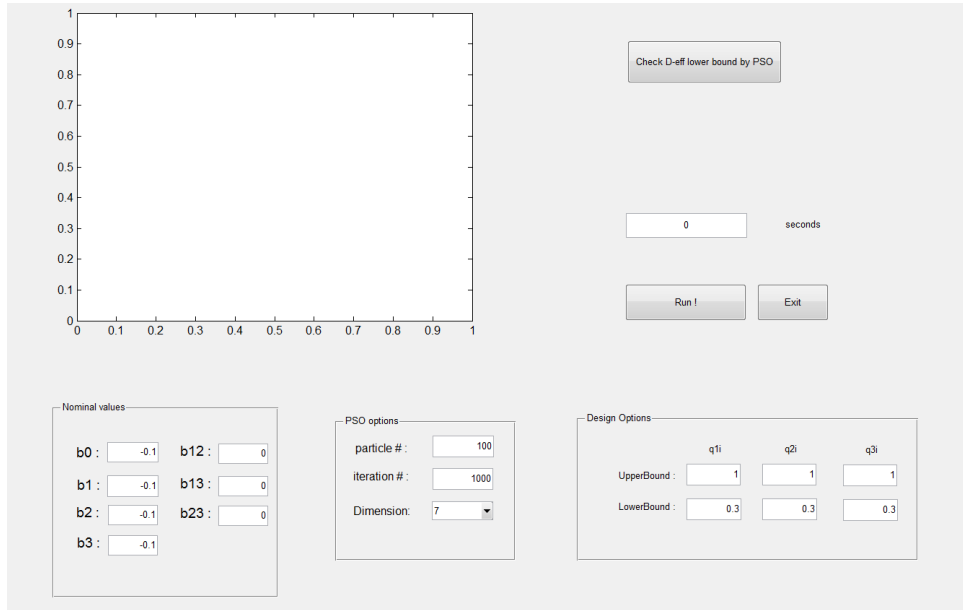 1
0.9
0.8
0.7
0.6
0.5
0.4
0.3
0.2
0.1
0
0 0.1 0.2 0.3 0.4 0.5 0.6 0.7 0.8 0.9 1
Check D-eff lower bound by PSO
0 seconds
Run ! Exit
Nominal values
b0 : -0.1 b12 : 0
b1 : -0.1 b13 : 0
b2 : -0.1 b23 : 0
b3 : -0.1
PSO options
particle # : 100
iteration # : 1000
Dimension: 7
Design Options
q1i q2i q3i
UpperBound : 1 1 1
LowerBound : 0.3 0.3 0.3